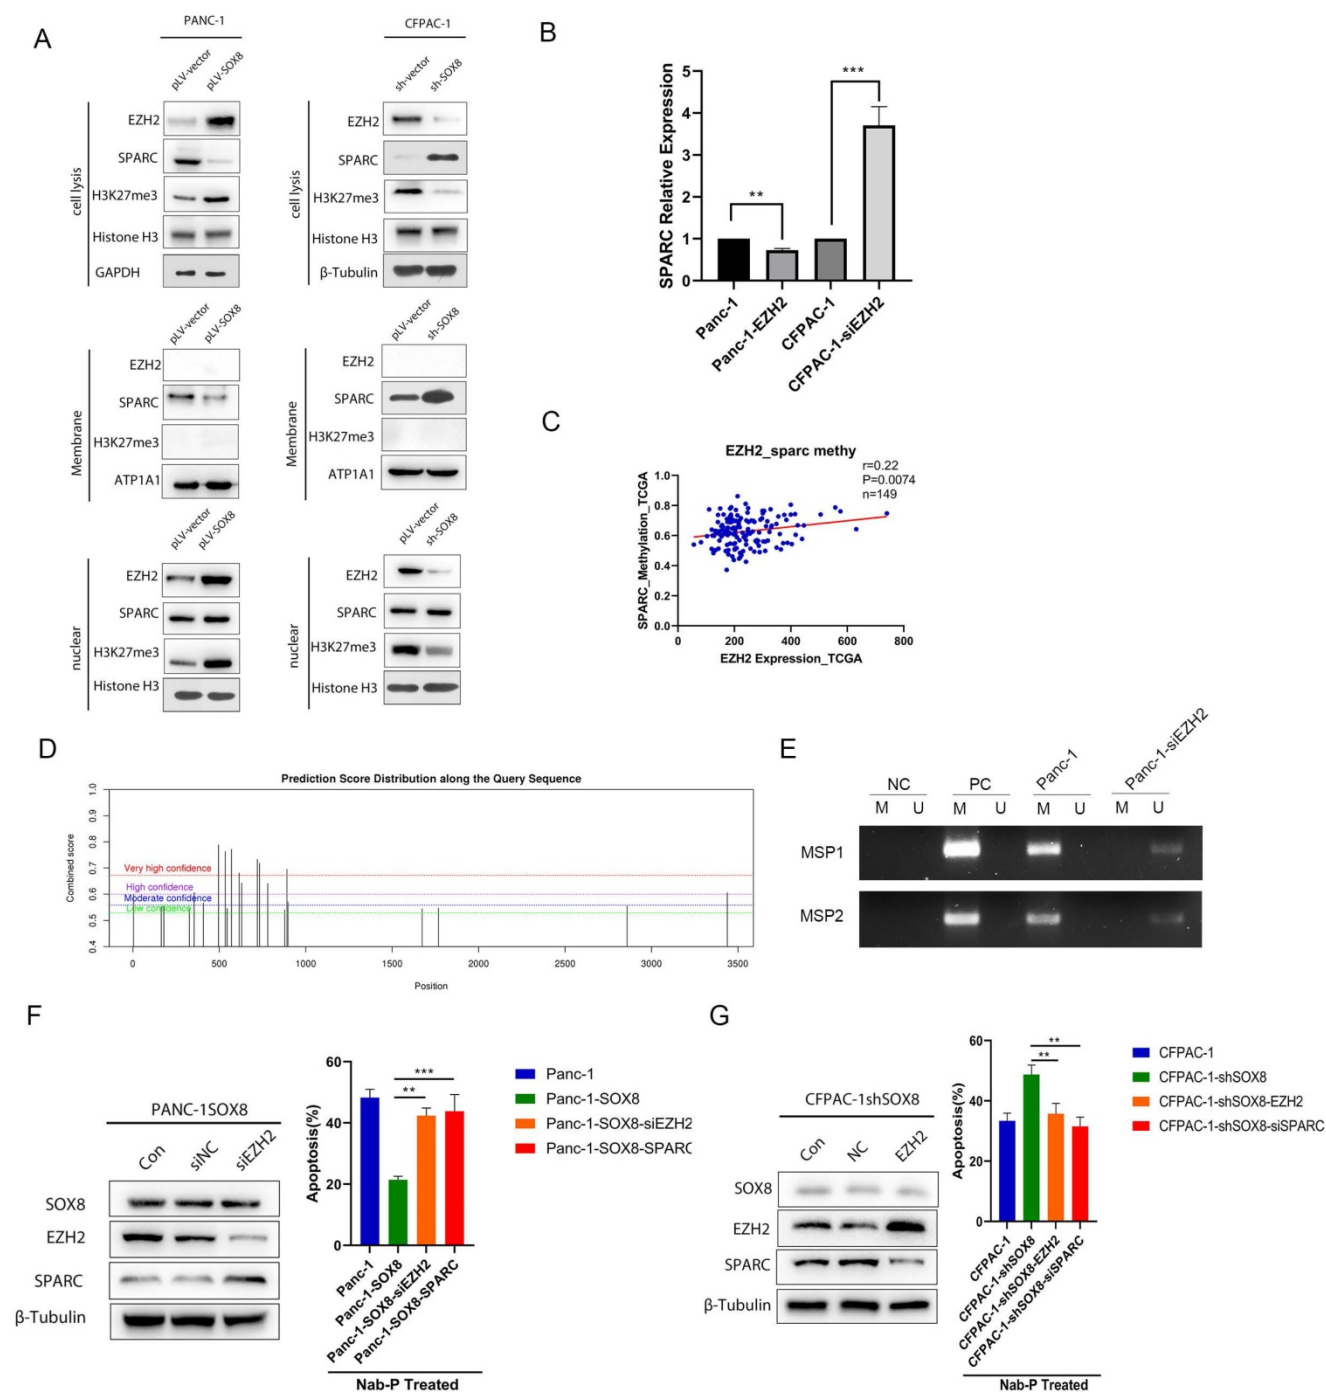 A
PANC-1
CFPAC-1
pLV-vector
pLV-SOX8
sh-vector
sh-SOX8
cell lysis
EZH2
SPARC
H3K27me3
Histone H3
GAPDH
cell lysis
EZH2
SPARC
H3K27me3
Histone H3
β-Tubulin
pLV-vector
pLV-SOX8
pLV-vector
sh-SOX8
Membrane
EZH2
SPARC
H3K27me3
ATP1A1
Membrane
EZH2
SPARC
H3K27me3
ATP1A1
pLV-vector
pLV-SOX8
pLV-vector
sh-SOX8
nuclear
EZH2
SPARC
H3K27me3
Histone H3
nuclear
EZH2
SPARC
H3K27me3
Histone H3
B
SPARC Relative Expression
5
4
3
2
1
0
**
***
Panc-1
Panc-1-EZH2
CFPAC-1
CFPAC-1-siEZH2
C
EZH2_sparc methy
r=0.22
P=0.0074
n=149
SPARC_Methylation_TCGA
1.0
0.8
0.6
0.4
0.2
0.0
0
200
400
600
800
EZH2 Expression_TCGA
D
Prediction Score Distribution along the Query Sequence
Combined score
1.0
0.9
0.8
0.7
0.6
0.5
0.4
Very high confidence
High confidence
Moderate confidence
Low confidence
0
500
1000
1500
2000
2500
3000
3500
Position
E
NC
PC
Panc-1
Panc-1-siEZH2
M U M U M U M U
MSP1
MSP2
F
PANC-1SOX8
Con
siNC
siEZH2
SOX8
EZH2
SPARC
β-Tubulin
Apoptosis(%)
60
40
20
0
**
***
Panc-1
Panc-1-SOX8
Panc-1-SOX8-siEZH2
Panc-1-SOX8-SPARC
Nab-P Treated
Panc-1
Panc-1-SOX8
Panc-1-SOX8-siEZH2
Panc-1-SOX8-SPARC
G
CFPAC-1shSOX8
Con
NC
EZH2
SOX8
EZH2
SPARC
β-Tubulin
Apoptosis(%)
60
40
20
0
**
**
CFPAC-1
CFPAC-1-shSOX8
CFPAC-1-shSOX8-EZH2
CFPAC-1-shSOX8-siSPARC
Nab-P Treated
CFPAC-1
CFPAC-1-shSOX8
CFPAC-1-shSOX8-EZH2
CFPAC-1-shSOX8-siSPARC